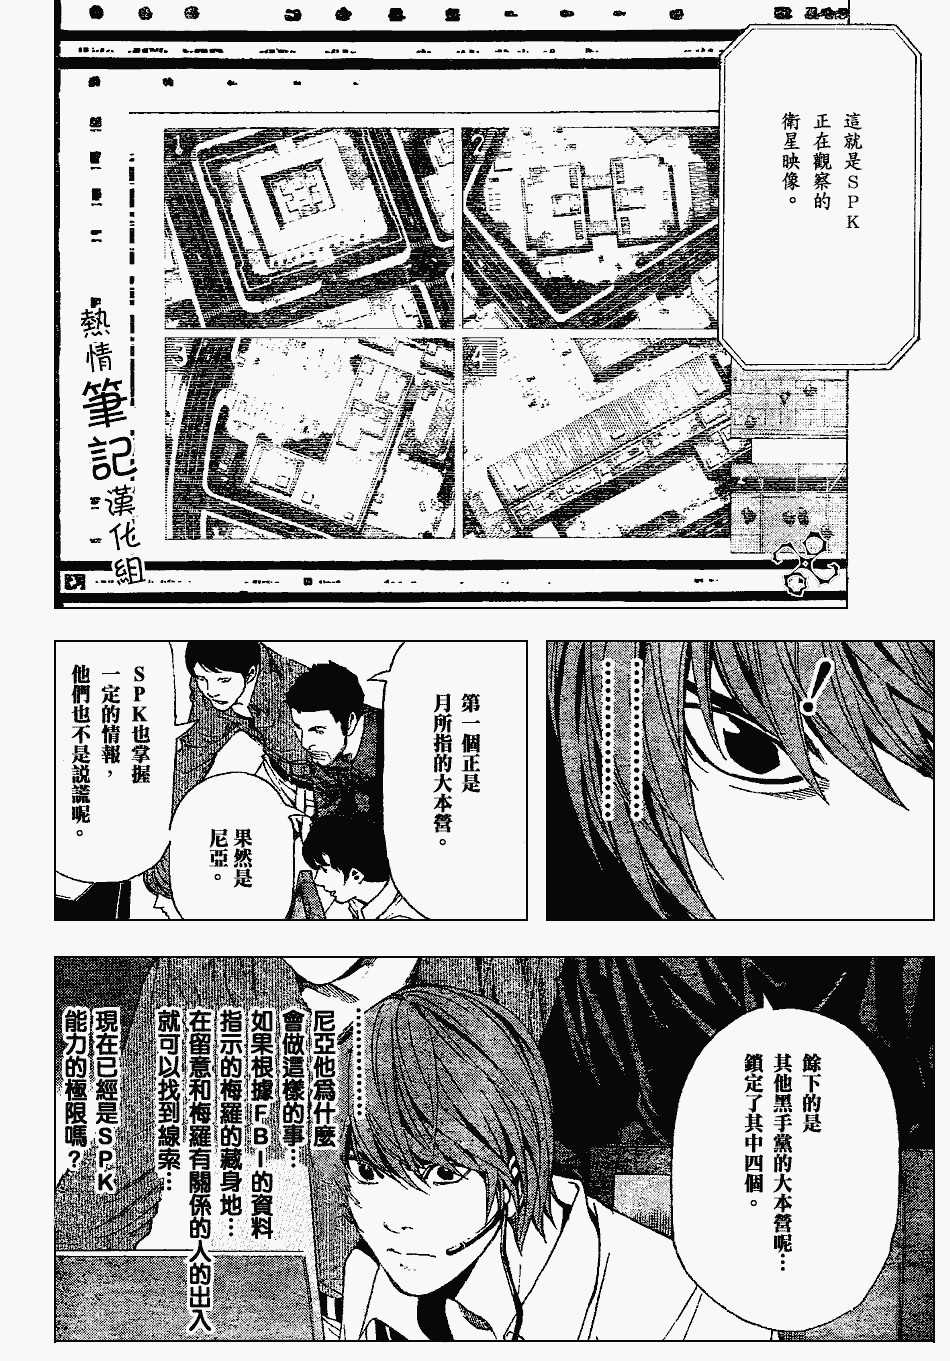 這就是SPK
正在觀察的
衛星映像。
1
2
3
4
熱情
筆記
漢化組
!
第一個正是
月所指的大本營。
果然是
尼亞。
SPK也掌握
一定的情報，
他們也不是說謊呢。
餘下的是
其他黑手黨的大本營呢…
鎖定了其中四個。
尼亞他爲什麼
會做這樣的事…
如果根據FBI的資料
指示的梅羅的藏身地…
在留意和梅羅有關係的人的出入
就可以找到線索…
現在已經是SPK
能力的極限嗎?